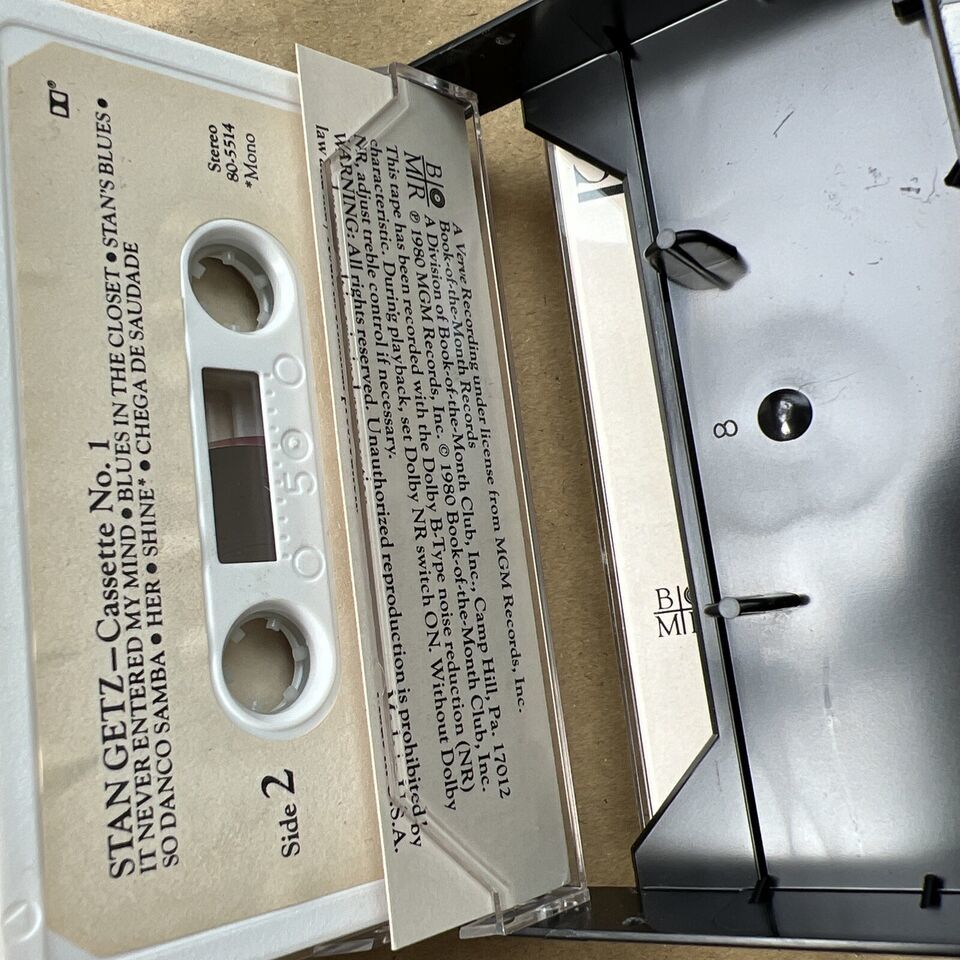 STAN GETZ—Cassette No. 1
IT NEVER ENTERED MY MIND • BLUES IN THE CLOSET • STAN'S BLUES •
SO DANCO SAMBA • HER • SHINE* • CHEGA DE SAUDADE
Stereo
80-5514
*Mono
Side 2
O 50 O
A Verve Recording under license from MGM Records, Inc.
Book-of-the-Month Records
A Division of Book-of-the-Month Club, Inc., Camp Hill, Pa. 17012
BO
MR ℗ 1980 MGM Records, Inc. © 1980 Book-of-the-Month Club, Inc.
This tape has been recorded with the Dolby B-Type noise reduction (NR)
characteristic. During playback, set Dolby NR switch ON. Without Dolby
NR, adjust treble control if necessary.
WARNING: All rights reserved. Unauthorized reproduction is prohibited by
law
U.S.A.
8